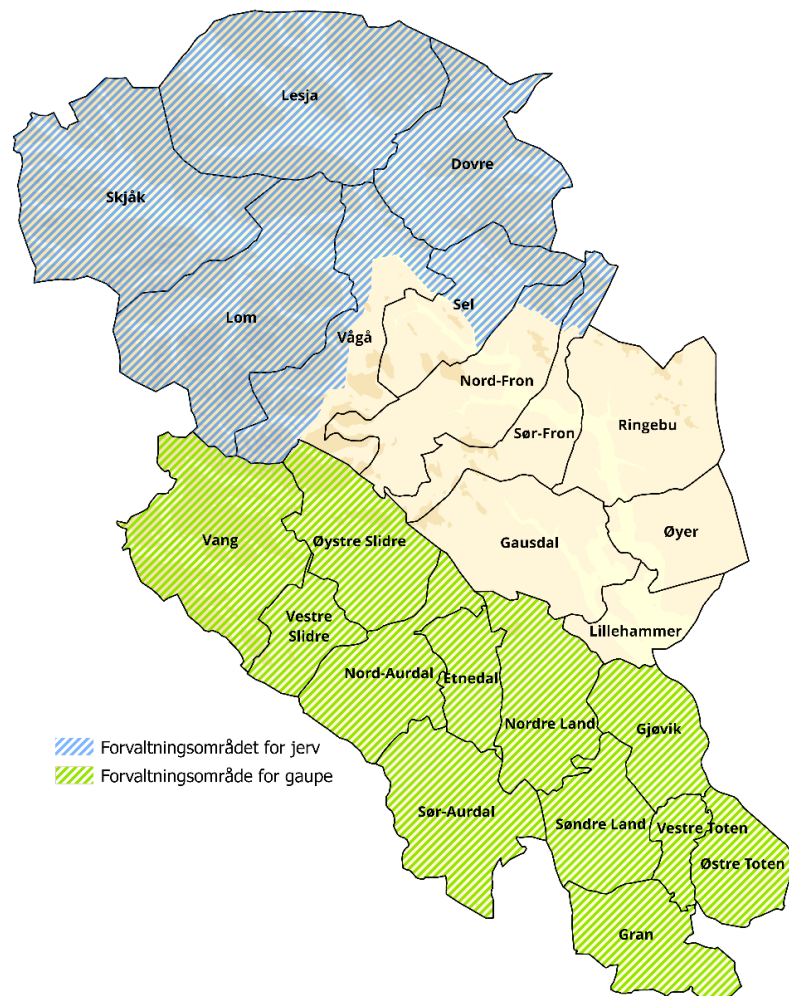 Lesja
Dovre
Skjåk
Sel
Lom
Vågå
Nord-Fron
Ringebu
Sør-Fron
Øyer
Gausdal
Vang
Øystre Slidre
Vestre
Slidre
Lillehammer
Nord-Aurdal
Etnedal
Nordre Land
Gjøvik
Forvaltningsområdet for jerv
Forvaltningsområde for gaupe
Sør-Aurdal
Søndre Land
Vestre Toten
Østre Toten
Gran